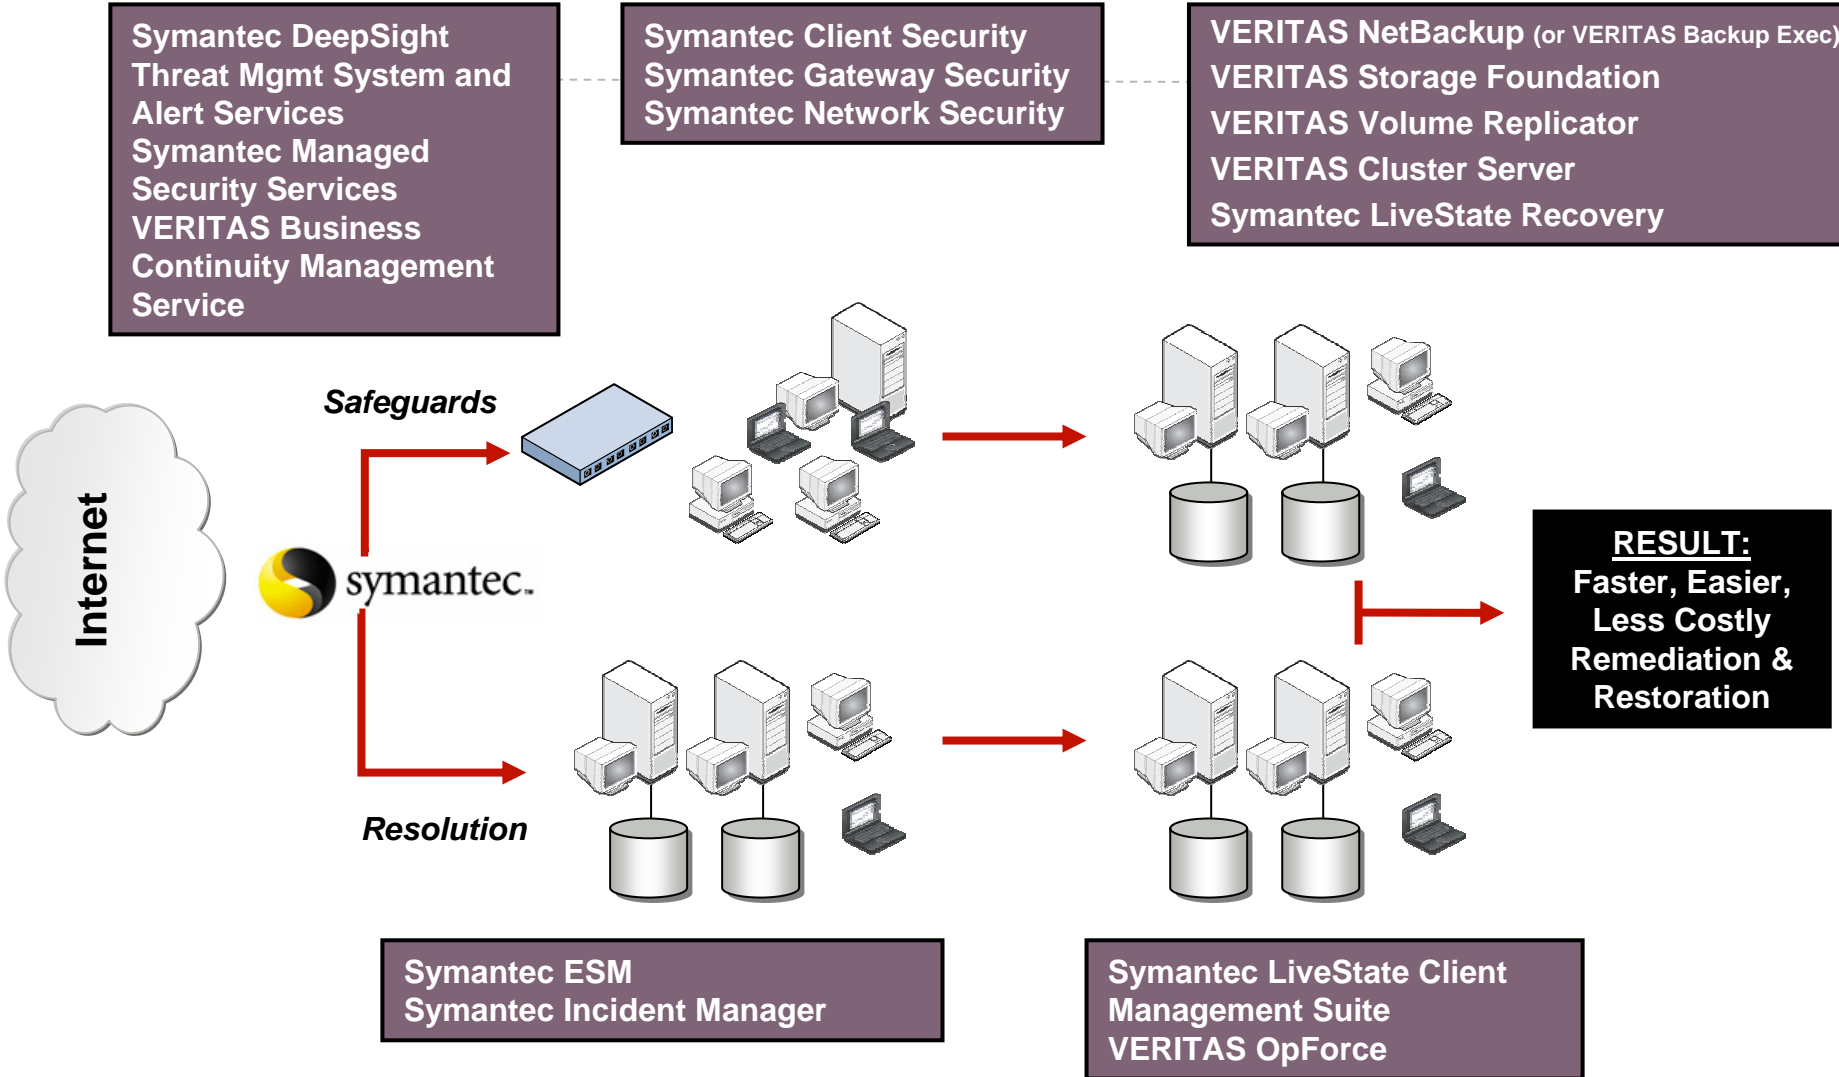 Symantec DeepSight
Threat Mgmt System and
Alert Services
Symantec Managed
Security Services
VERITAS Business
Continuity Management
Service
Symantec Client Security
Symantec Gateway Security
Symantec Network Security
VERITAS NetBackup (or VERITAS Backup Exec)
VERITAS Storage Foundation
VERITAS Volume Replicator
VERITAS Cluster Server
Symantec LiveState Recovery
Safeguards
Internet
symantec™
RESULT:
Faster, Easier,
Less Costly
Remediation &
Restoration
Resolution
Symantec ESM
Symantec Incident Manager
Symantec LiveState Client
Management Suite
VERITAS OpForce